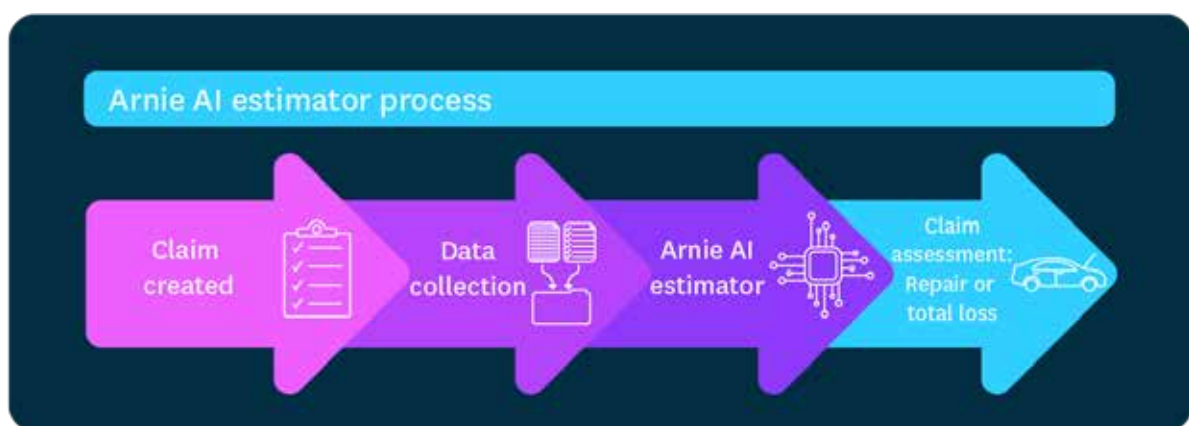 Arnie AI estimator process
Claim
created
Data
collection
Arnie AI
estimator
Claim
assessment:
Repair or
total loss